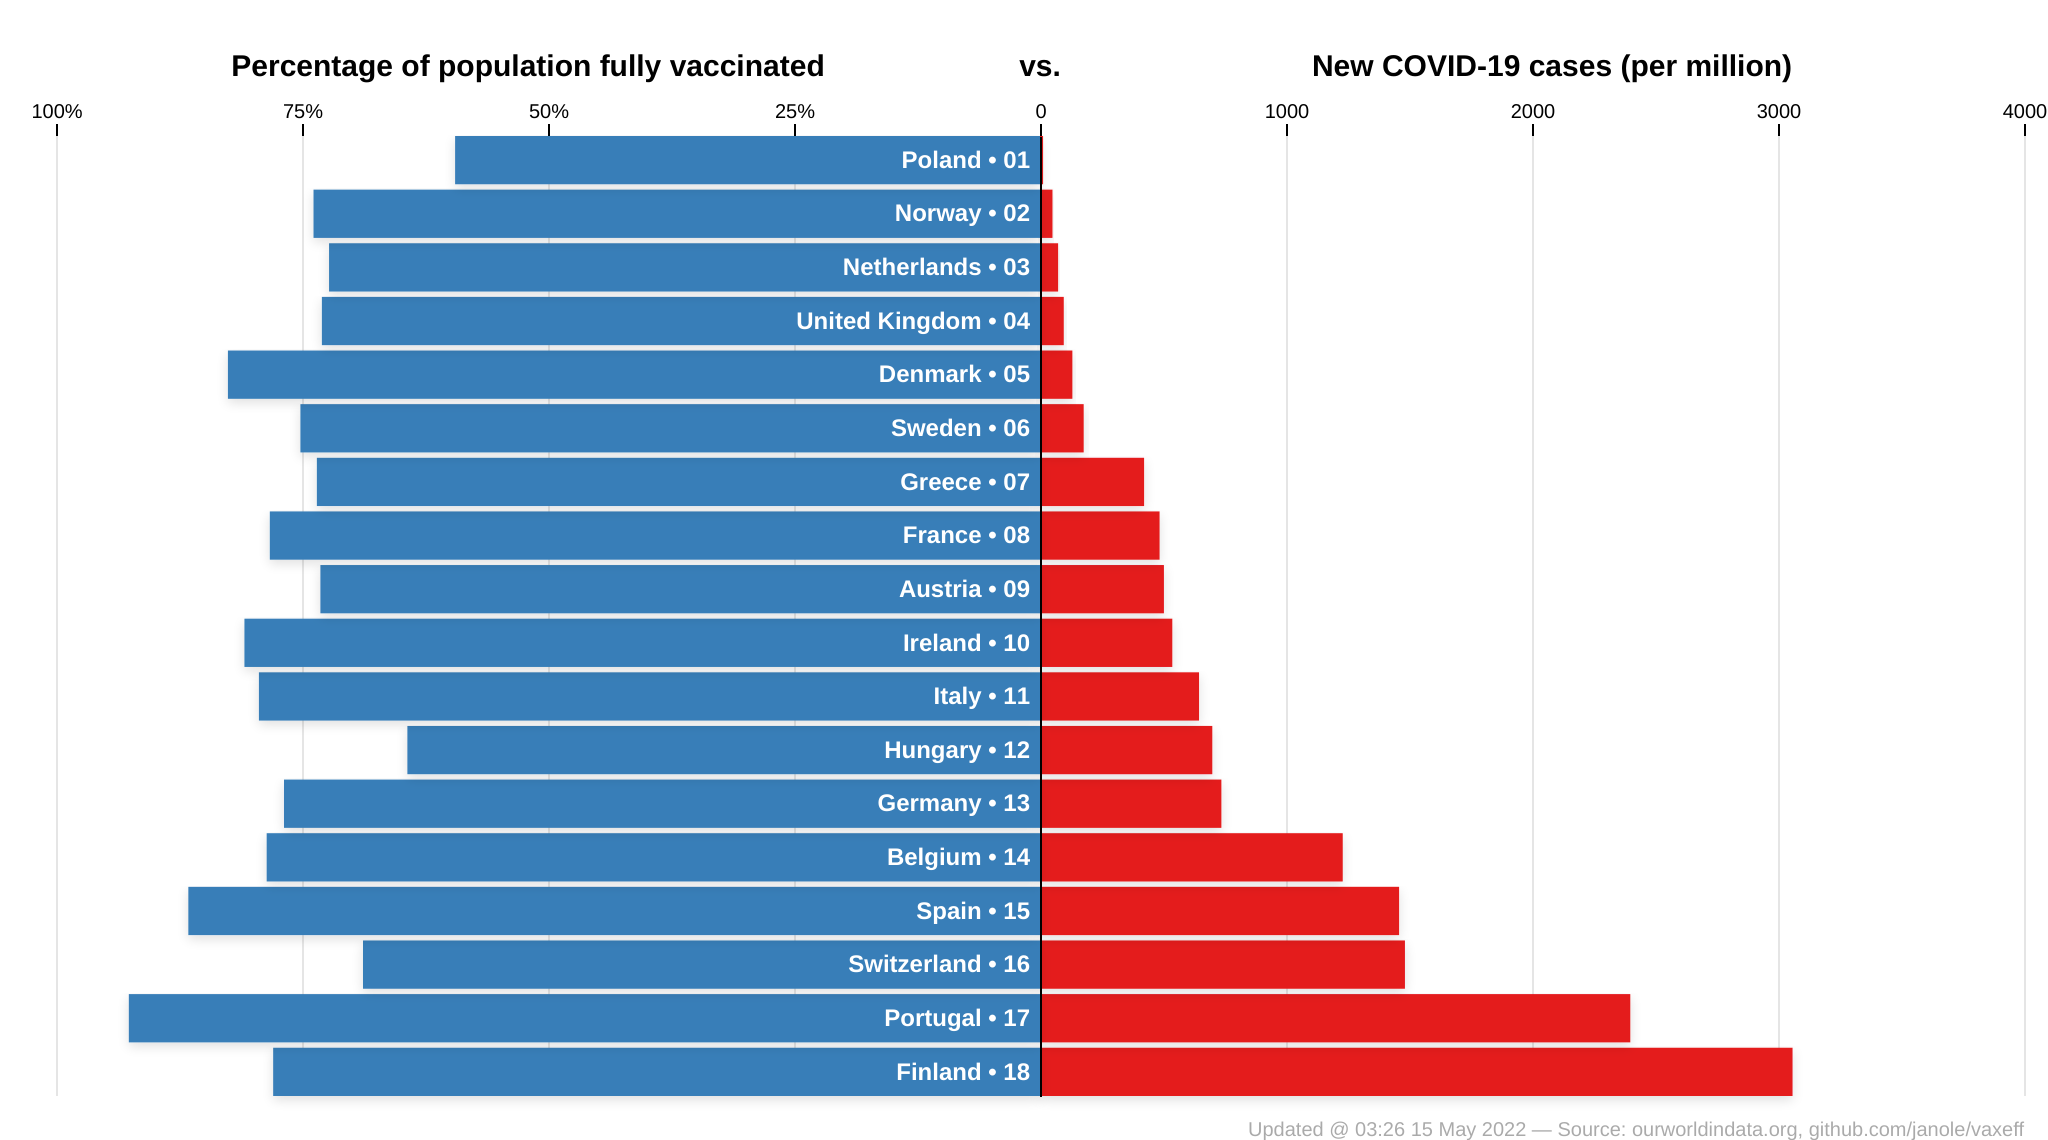 Percentage of population fully vaccinated vs. New COVID-19 cases (per million)
100% 75% 50% 25% 0 1000 2000 3000 4000
Poland • 01
Norway • 02
Netherlands • 03
United Kingdom • 04
Denmark • 05
Sweden • 06
Greece • 07
France • 08
Austria • 09
Ireland • 10
Italy • 11
Hungary • 12
Germany • 13
Belgium • 14
Spain • 15
Switzerland • 16
Portugal • 17
Finland • 18
Updated @ 03:26 15 May 2022 — Source: ourworldindata.org, github.com/janole/vaxeff